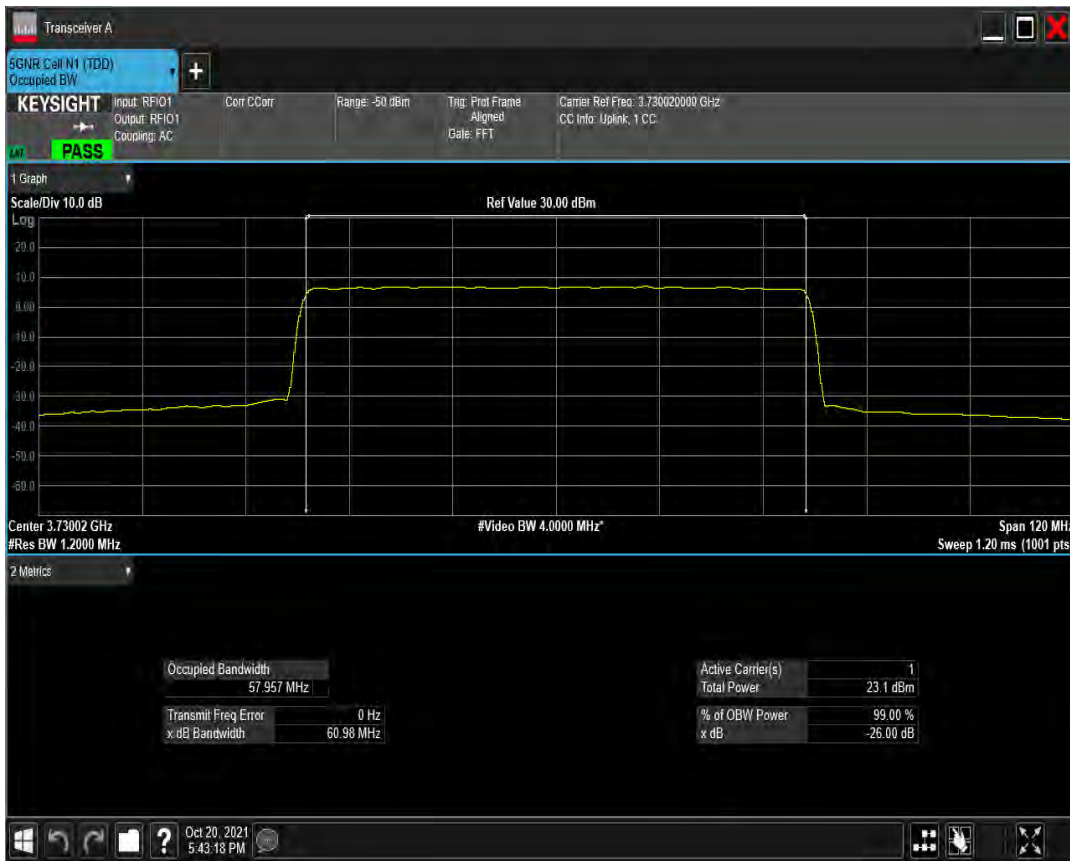 Transceiver A
5GNR Cell N1 (TDD)
Occupied BW
+
KEYSIGHT
Input: RFIO1
Output: RFIO1
Coupling: AC
Corr CCorr
Range: -50 dBm
Trig: Prot Frame
Aligned
Gate: FFT
Carrier Ref Freq: 3.730020000 GHz
CC Info: Uplink, 1 CC
PASS
1 Graph
Scale/Div 10.0 dB
Ref Value 30.00 dBm
Log
20.0
10.0
0.00
-10.0
-20.0
-30.0
-40.0
-50.0
-60.0
Center 3.73002 GHz
#Video BW 4.0000 MHz*
Span 120 MHz
#Res BW 1.2000 MHz
Sweep 1.20 ms (1001 pts
2 Metrics
Occupied Bandwidth
57.957 MHz
Transmit Freq Error 0 Hz
x dB Bandwidth 60.98 MHz
Active Carrier(s) 1
Total Power 23.1 dBm
% of OBW Power 99.00 %
x dB -26.00 dB
?
Oct 20, 2021
5:43:18 PM